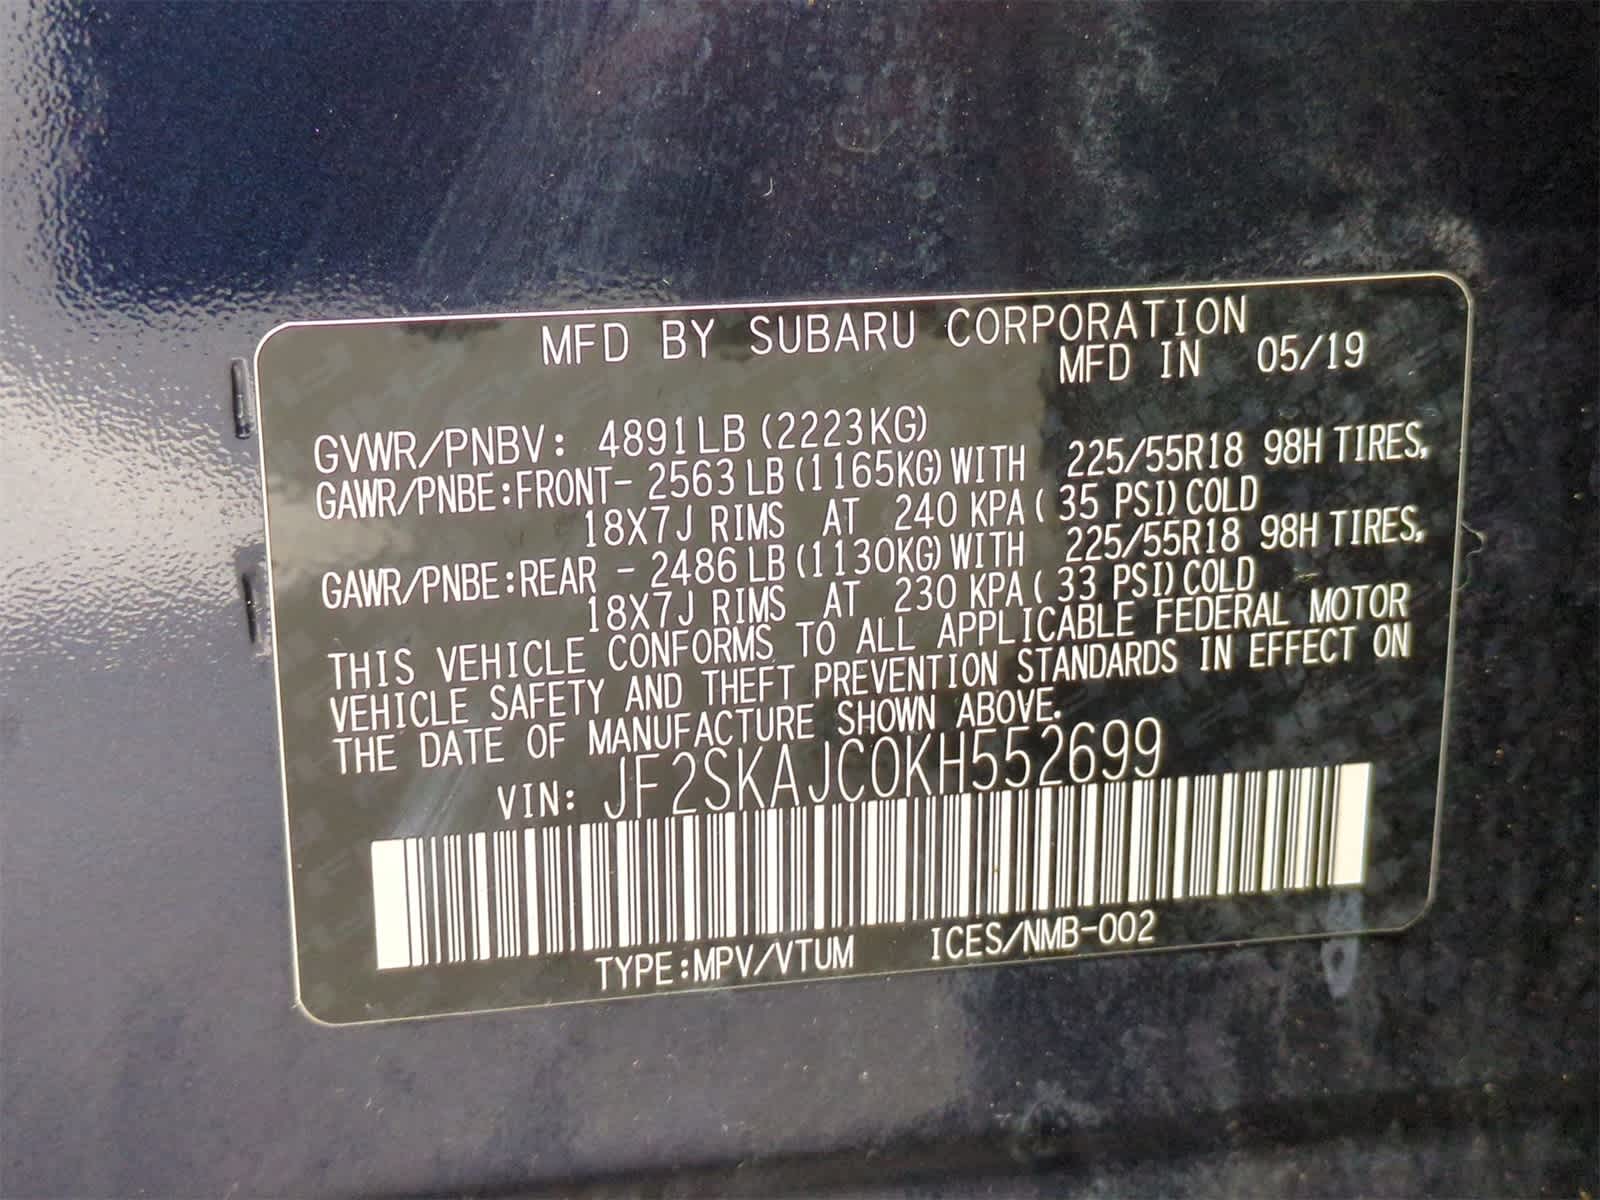 MFD BY SUBARU CORPORATION
MFD IN 05/19
GVWR/PNBV: 4891LB (2223KG)
GAWR/PNBE:FRONT- 2563 LB (1165KG) WITH 225/55R18 98H TIRES,
18X7J RIMS AT 240 KPA ( 35 PSI) COLD
GAWR/PNBE:REAR - 2486 LB (1130KG) WITH 225/55R18 98H TIRES,
18X7J RIMS AT 230 KPA ( 33 PSI) COLD
THIS VEHICLE CONFORMS TO ALL APPLICABLE FEDERAL MOTOR
VEHICLE SAFETY AND THEFT PREVENTION STANDARDS IN EFFECT ON
THE DATE OF MANUFACTURE SHOWN ABOVE.
VIN: JF2SKAJC0KH552699
TYPE:MPV/VTUM ICES/NMB-002